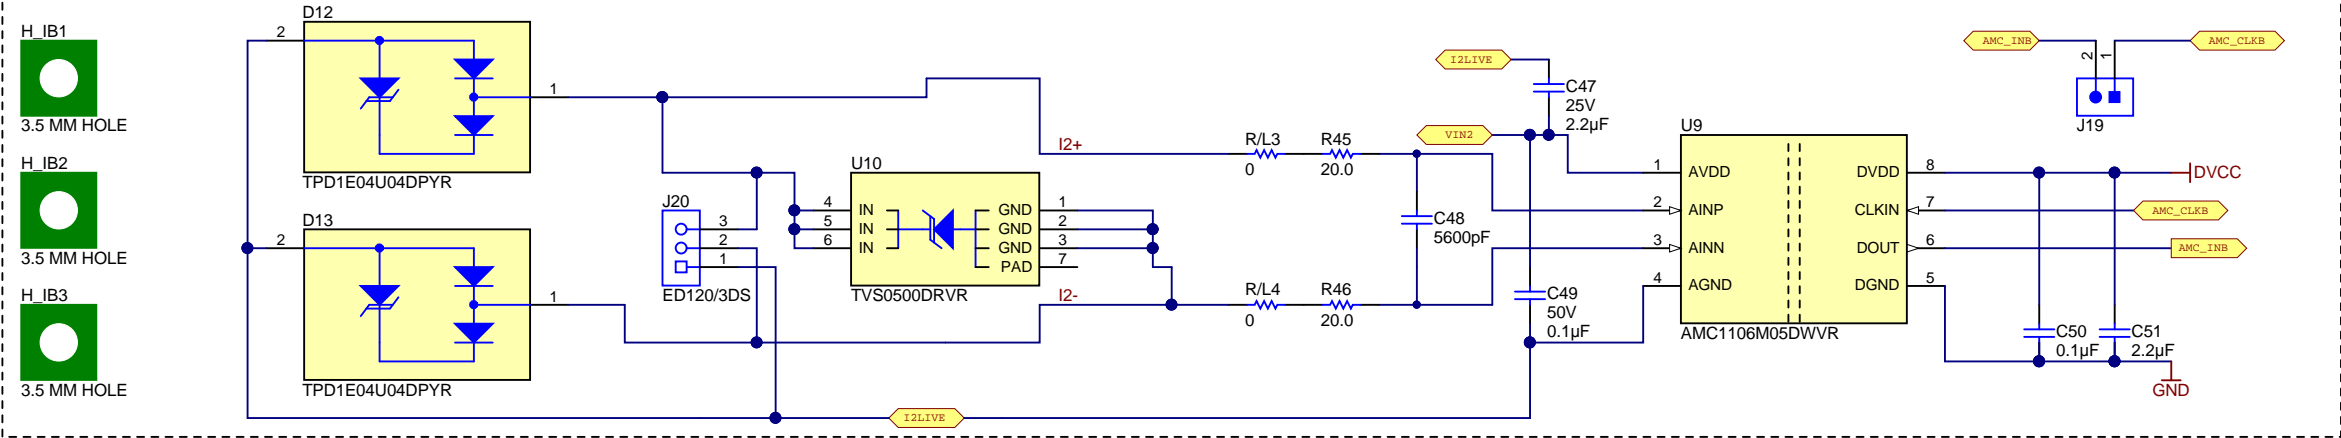 H_IB1
3.5 MM HOLE
H_IB2
3.5 MM HOLE
H_IB3
3.5 MM HOLE
D12
2
1
TPD1E04U04DPYR
D13
2
1
TPD1E04U04DPYR
J20
3
2
1
ED120/3DS
U10
4 IN GND 1
5 IN GND 2
6 IN GND 3
PAD 7
TVS0500DRVR
I2+
I2-
I2LIVE
R/L3
0
R45
20.0
R/L4
0
R46
20.0
C48
5600pF
I2LIVE
C47
25V
2.2µF
VIN2
C49
50V
0.1µF
U9
1 AVDD DVDD 8
2 AINP CLKIN 7
3 AINN DOUT 6
4 AGND DGND 5
AMC1106M05DWVR
AMC_INB
2
1
AMC_CLKB
J19
DVCC
AMC_CLKB
AMC_INB
C50
0.1µF
C51
2.2µF
GND